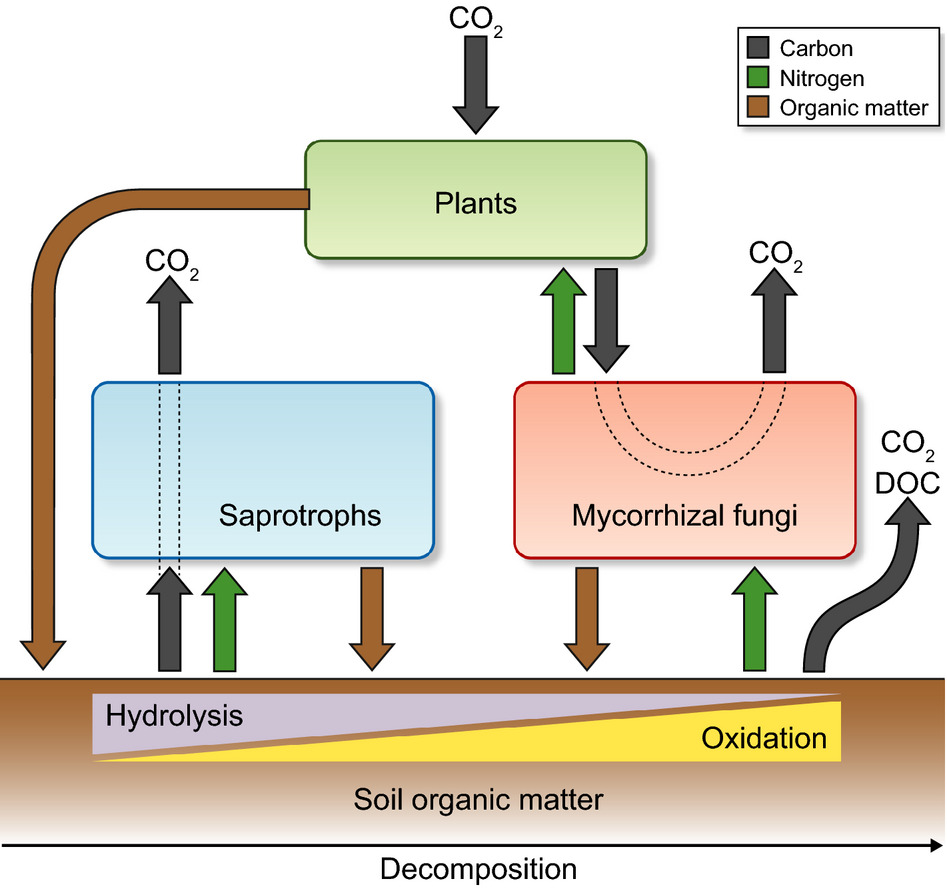 CO₂
Carbon
Nitrogen
Organic matter
Plants
CO₂
CO₂
CO₂
DOC
Saprotrophs
Mycorrhizal fungi
Hydrolysis
Oxidation
Soil organic matter
Decomposition